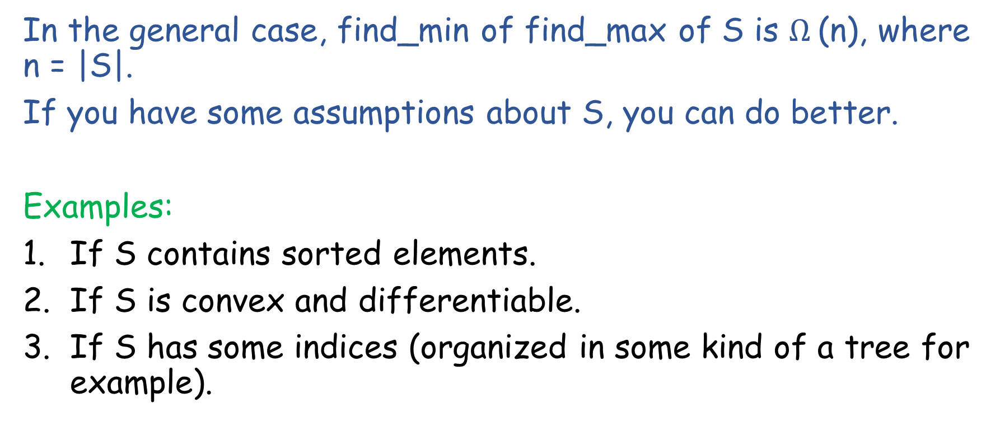 In the general case, find_min of find_max of S is Ω (n), where
n = |S|.
If you have some assumptions about S, you can do better.
Examples:
1. If S contains sorted elements.
2. If S is convex and differentiable.
3. If S has some indices (organized in some kind of a tree for
example).